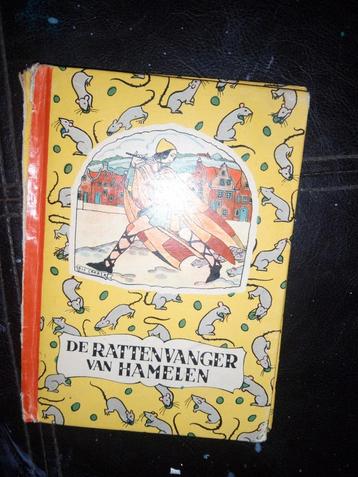 DE RATTENVANGER
VAN HAMELEN